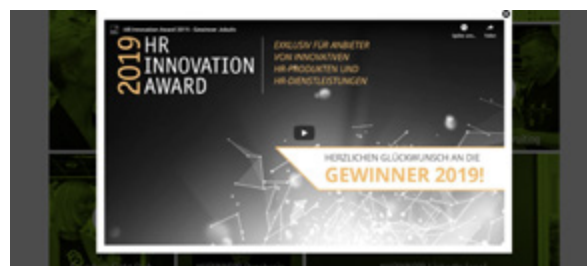 HR Innovation Award 2019 - Gewinner Jobufo
2019 HR
INNOVATION
AWARD
EXKLUSIV FÜR ANBIETER
VON INNOVATIVEN
HR-PRODUKTEN UND
HR-DIENSTLEISTUNGEN
HERZLICHEN GLÜCKWUNSCH AN DIE
GEWINNER 2019!